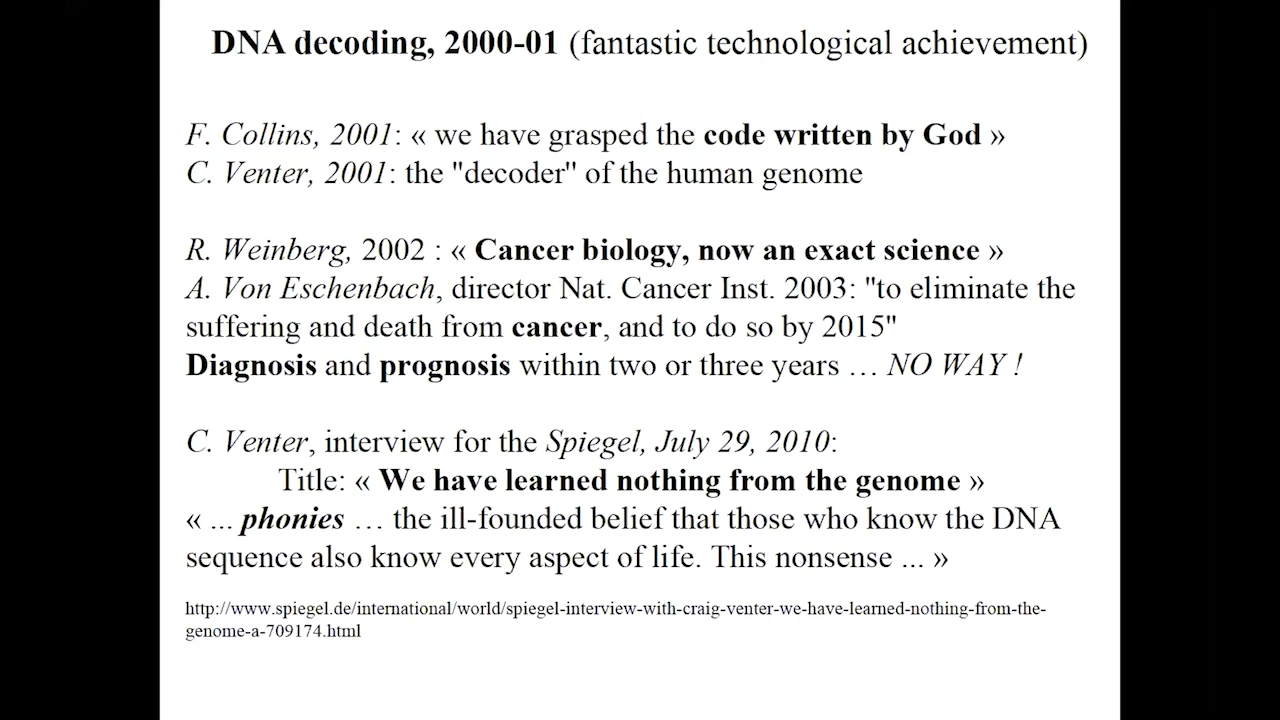 DNA decoding, 2000-01 (fantastic technological achievement)
F. Collins, 2001: « we have grasped the code written by God »
C. Venter, 2001: the "decoder" of the human genome
R. Weinberg, 2002 : « Cancer biology, now an exact science »
A. Von Eschenbach, director Nat. Cancer Inst. 2003: "to eliminate the
suffering and death from cancer, and to do so by 2015"
Diagnosis and prognosis within two or three years … NO WAY !
C. Venter, interview for the Spiegel, July 29, 2010:
Title: « We have learned nothing from the genome »
« ... phonies … the ill-founded belief that those who know the DNA
sequence also know every aspect of life. This nonsense ... »
http://www.spiegel.de/international/world/spiegel-interview-with-craig-venter-we-have-learned-nothing-from-the-
genome-a-709174.html